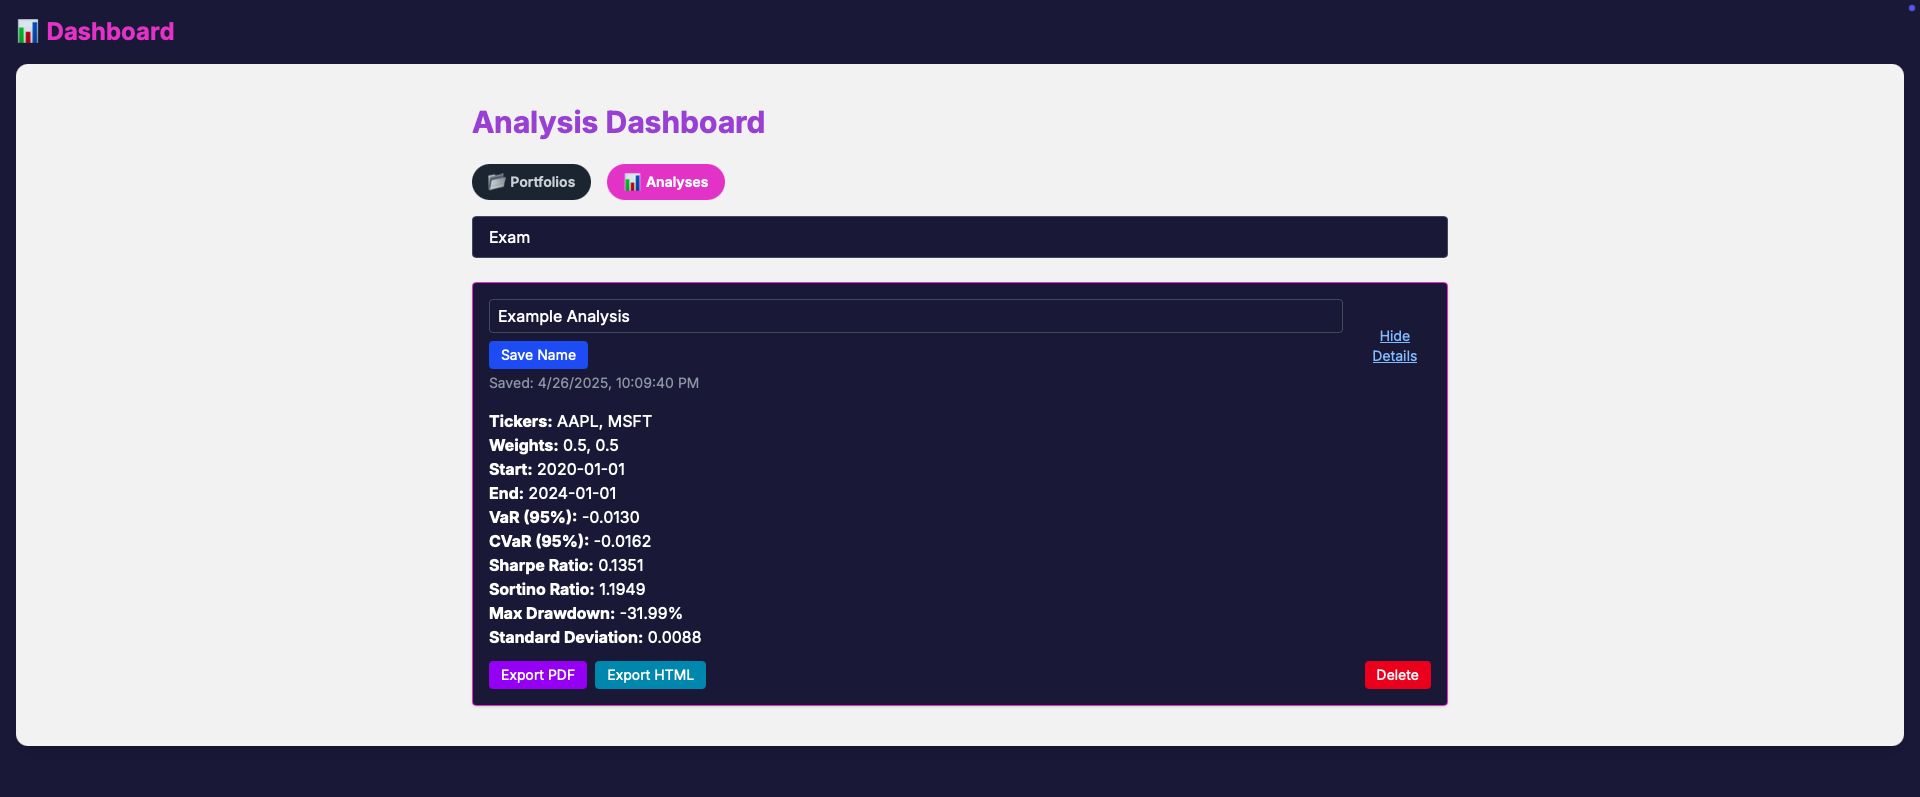 📊 Dashboard
Analysis Dashboard
📂 Portfolios
📊 Analyses
Exam
Example Analysis
Hide
Details
Save Name
Saved: 4/26/2025, 10:09:40 PM
Tickers: AAPL, MSFT
Weights: 0.5, 0.5
Start: 2020-01-01
End: 2024-01-01
VaR (95%): -0.0130
CVaR (95%): -0.0162
Sharpe Ratio: 0.1351
Sortino Ratio: 1.1949
Max Drawdown: -31.99%
Standard Deviation: 0.0088
Export PDF
Export HTML
Delete